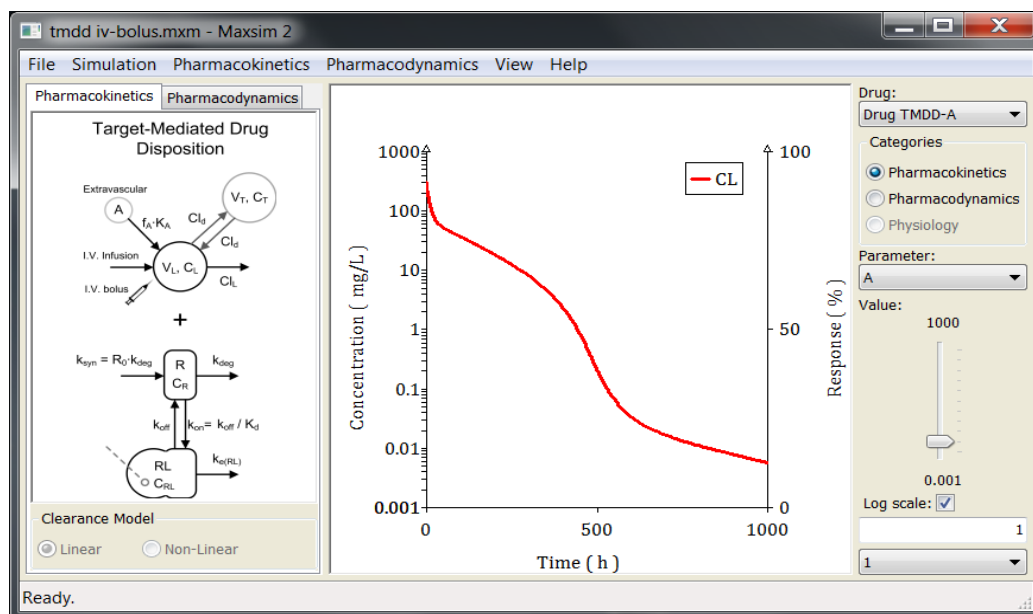 tmdd iv-bolus.mxm - Maxsim 2
File Simulation Pharmacokinetics Pharmacodynamics View Help
Pharmacokinetics Pharmacodynamics
Target-Mediated Drug
Disposition
Extravascular
A
fA·KA
VT, CT
Cld
Cld
I.V. Infusion
VL, CL
ClL
I.V. bolus
+
ksyn = R0·kdeg
R
CR
kdeg
koff
kon= koff / Kd
RL
CRL
ke(RL)
Clearance Model
Linear Non-Linear
Concentration ( mg/L )
1000
100
10
1
0.1
0.01
0.001
CL
100
50
0
Response ( % )
0 500 1000
Time ( h )
Drug:
Drug TMDD-A
Categories
Pharmacokinetics
Pharmacodynamics
Physiology
Parameter:
A
Value:
1000
0.001
Log scale:
1
1
Ready.